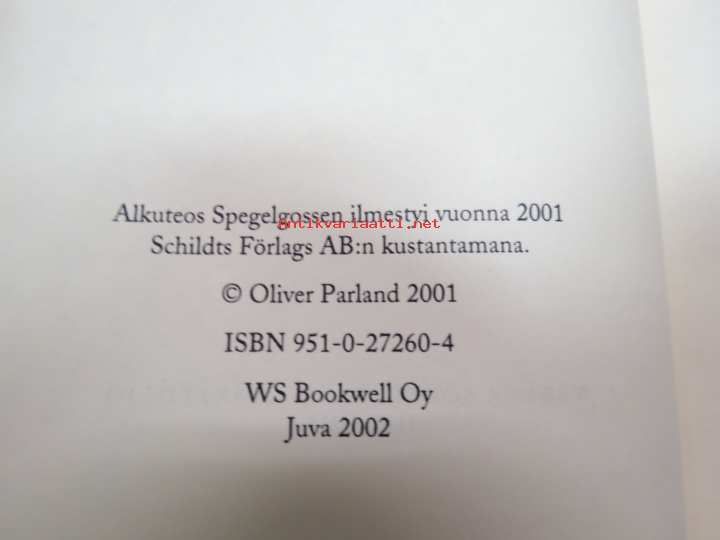 Alkuteos Spegelgossen ilmestyi vuonna 2001
antikvariaatti.net
Schildts Förlags AB:n kustantamana.
© Oliver Parland 2001
ISBN 951-0-27260-4
WS Bookwell Oy
Juva 2002